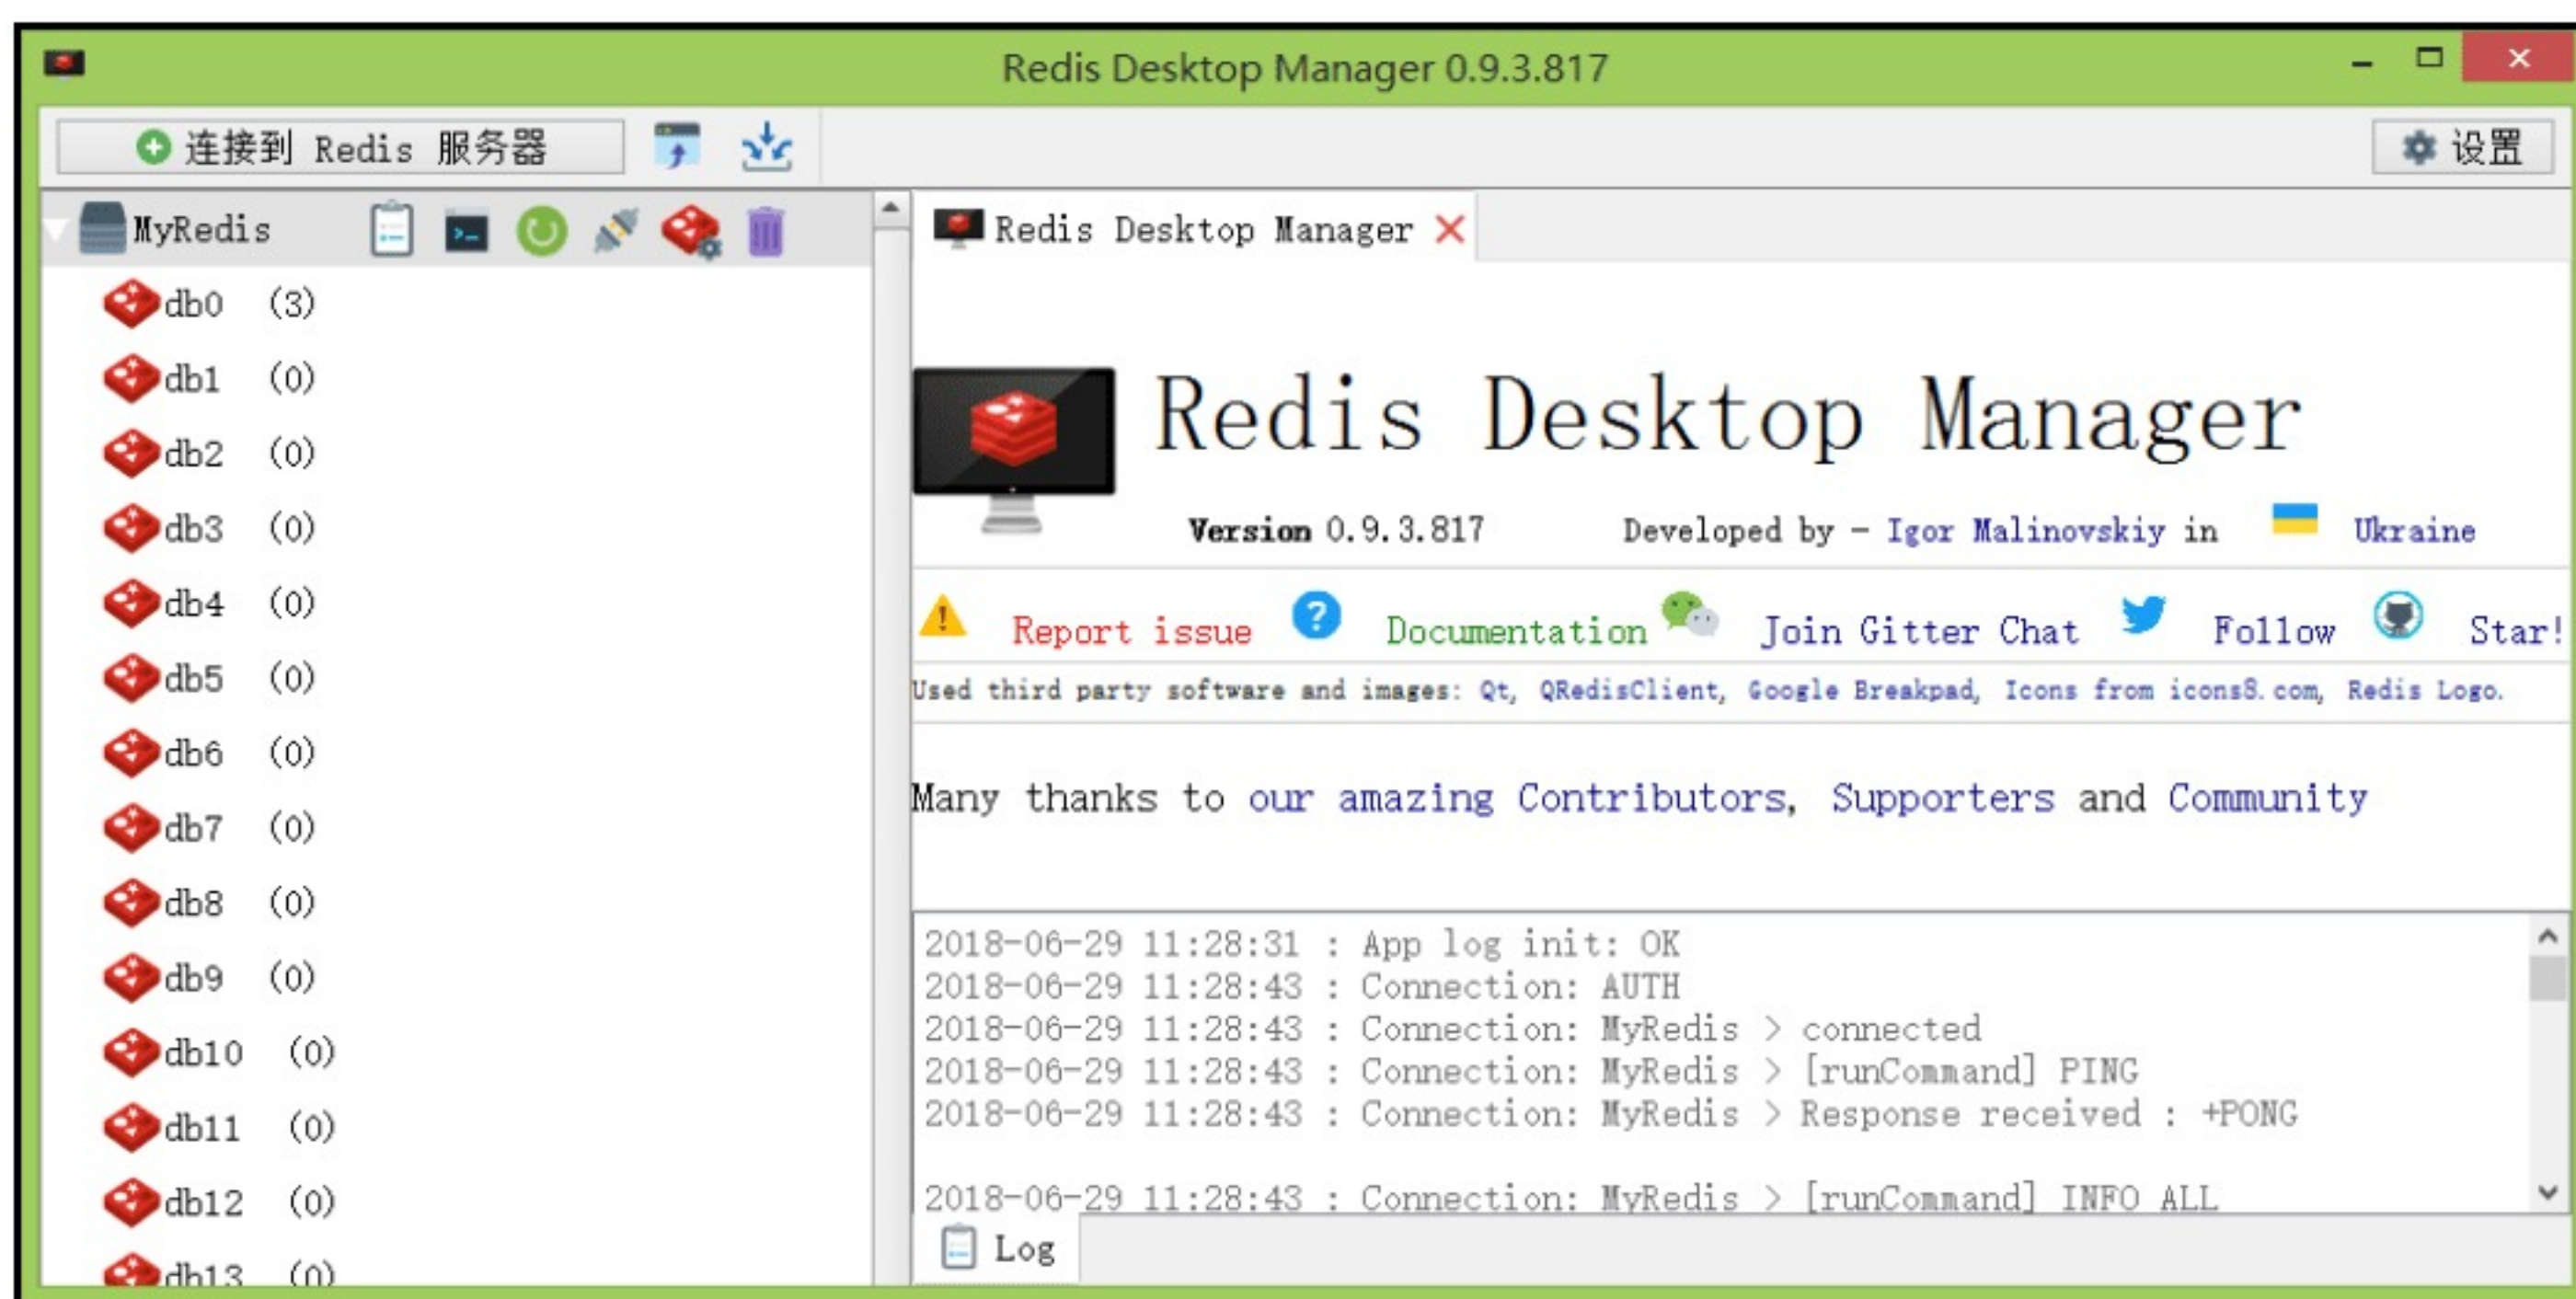 Redis Desktop Manager 0.9.3.817
连接到 Redis 服务器
设置
MyRedis
db0 (3)
db1 (0)
db2 (0)
db3 (0)
db4 (0)
db5 (0)
db6 (0)
db7 (0)
db8 (0)
db9 (0)
db10 (0)
db11 (0)
db12 (0)
db13 (0)
Redis Desktop Manager
Redis Desktop Manager
Version 0.9.3.817 Developed by - Igor Malinovskiy in Ukraine
Report issue Documentation Join Gitter Chat Follow Star!
Used third party software and images: Qt, QRedisClient, Google Breakpad, Icons from icons8.com, Redis Logo.
Many thanks to our amazing Contributors, Supporters and Community
2018-06-29 11:28:31 : App log init: OK
2018-06-29 11:28:43 : Connection: AUTH
2018-06-29 11:28:43 : Connection: MyRedis > connected
2018-06-29 11:28:43 : Connection: MyRedis > [runCommand] PING
2018-06-29 11:28:43 : Connection: MyRedis > Response received : +PONG
2018-06-29 11:28:43 : Connection: MyRedis > [runCommand] INFO ALL
Log